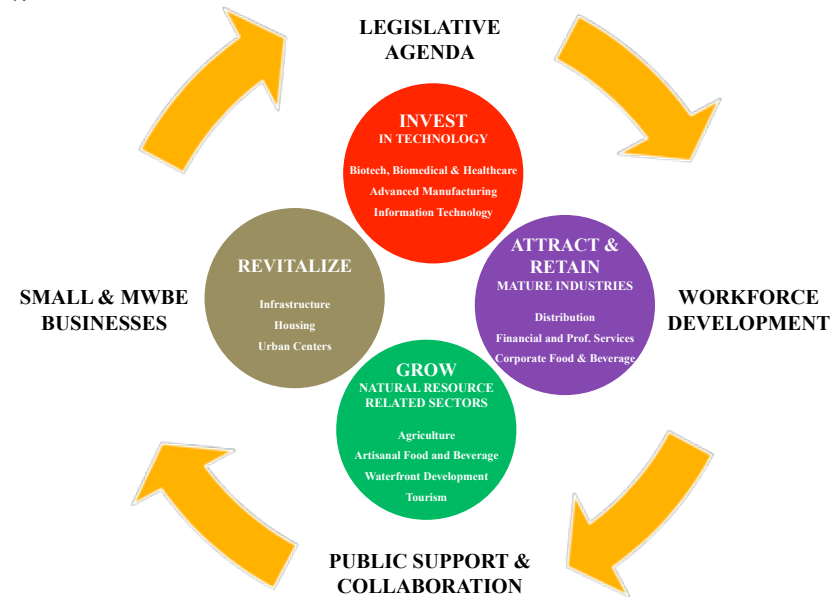 LEGISLATIVE
AGENDA
INVEST
IN TECHNOLOGY
Biotech, Biomedical & Healthcare
Advanced Manufacturing
Information Technology
REVITALIZE
Infrastructure
Housing
Urban Centers
ATTRACT &
RETAIN
MATURE INDUSTRIES
Distribution
Financial and Prof. Services
Corporate Food & Beverage
SMALL & MWBE
BUSINESSES
WORKFORCE
DEVELOPMENT
GROW
NATURAL RESOURCE
RELATED SECTORS
Agriculture
Artisanal Food and Beverage
Waterfront Development
Tourism
PUBLIC SUPPORT &
COLLABORATION